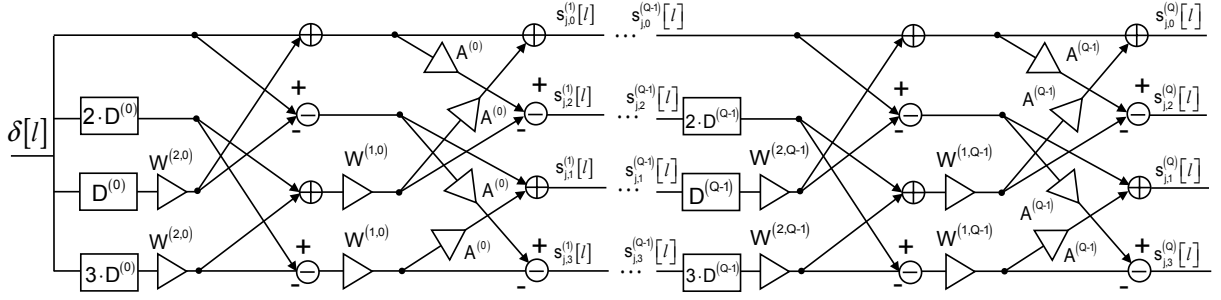 s_{j,0}^{(1)}[l] s_{j,0}^{(Q-1)}[l] s_{j,0}^{(Q)}[l]
A^{(0)} ... A^{(Q-1)}
+ + + +
2·D^{(0)} - A^{(0)} - s_{j,2}^{(1)}[l] s_{j,2}^{(Q-1)}[l] 2·D^{(Q-1)} - A^{(Q-1)} - s_{j,2}^{(Q)}[l]
δ[l]
W^{(2,0)} W^{(1,0)} s_{j,1}^{(1)}[l] s_{j,1}^{(Q-1)}[l] W^{(2,Q-1)} W^{(1,Q-1)} s_{j,1}^{(Q)}[l]
D^{(0)} A^{(0)} ... D^{(Q-1)} A^{(Q-1)}
W^{(2,0)} W^{(1,0)} A^{(0)} s_{j,3}^{(1)}[l] s_{j,3}^{(Q-1)}[l] W^{(2,Q-1)} W^{(1,Q-1)} A^{(Q-1)} s_{j,3}^{(Q)}[l]
+ + + +
3·D^{(0)} - - ... 3·D^{(Q-1)} - -